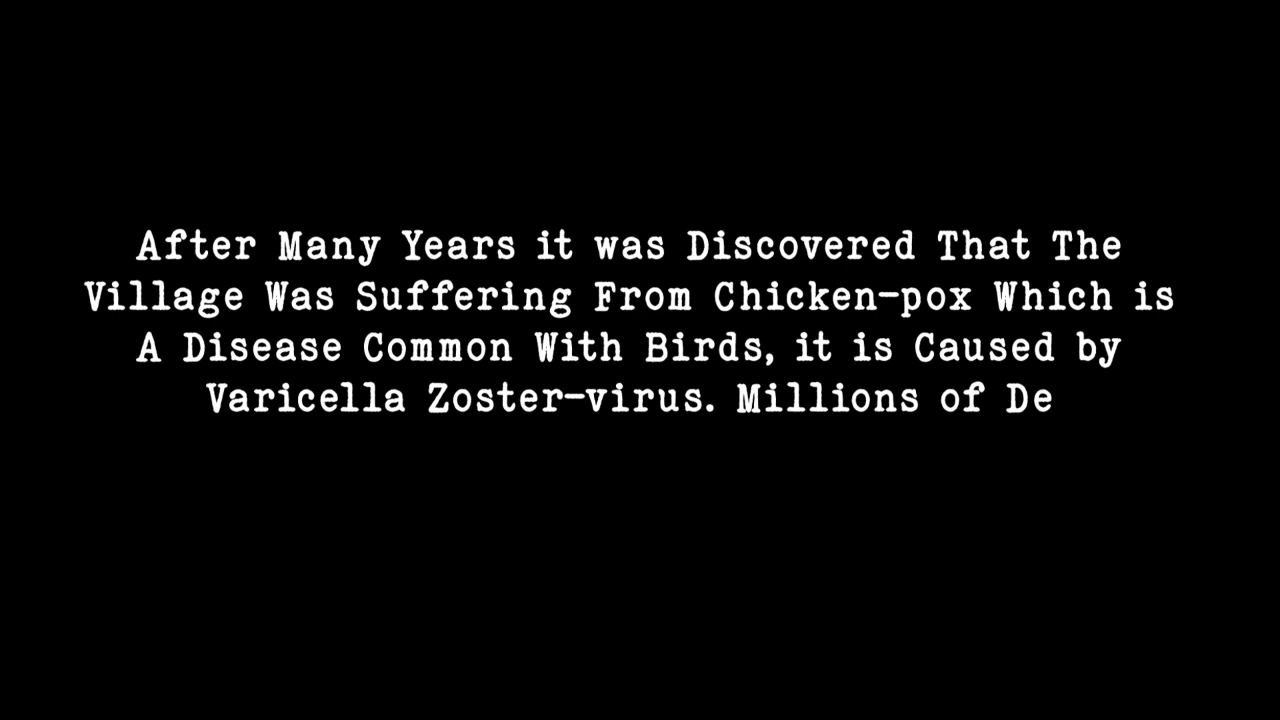 After Many Years it was Discovered That The
Village Was Suffering From Chicken-pox Which is
A Disease Common With Birds, it is Caused by
Varicella Zoster-virus. Millions of De